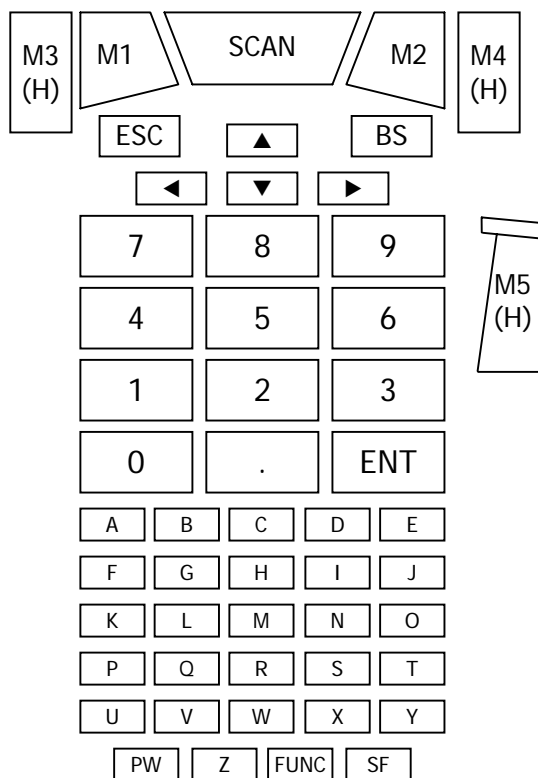 M3 (H) M1 SCAN M2 M4 (H)
ESC ▲ BS
◀ ▼ ▶
7 8 9
M5 (H)
4 5 6
1 2 3
0 . ENT
A B C D E
F G H I J
K L M N O
P Q R S T
U V W X Y
PW Z FUNC SF